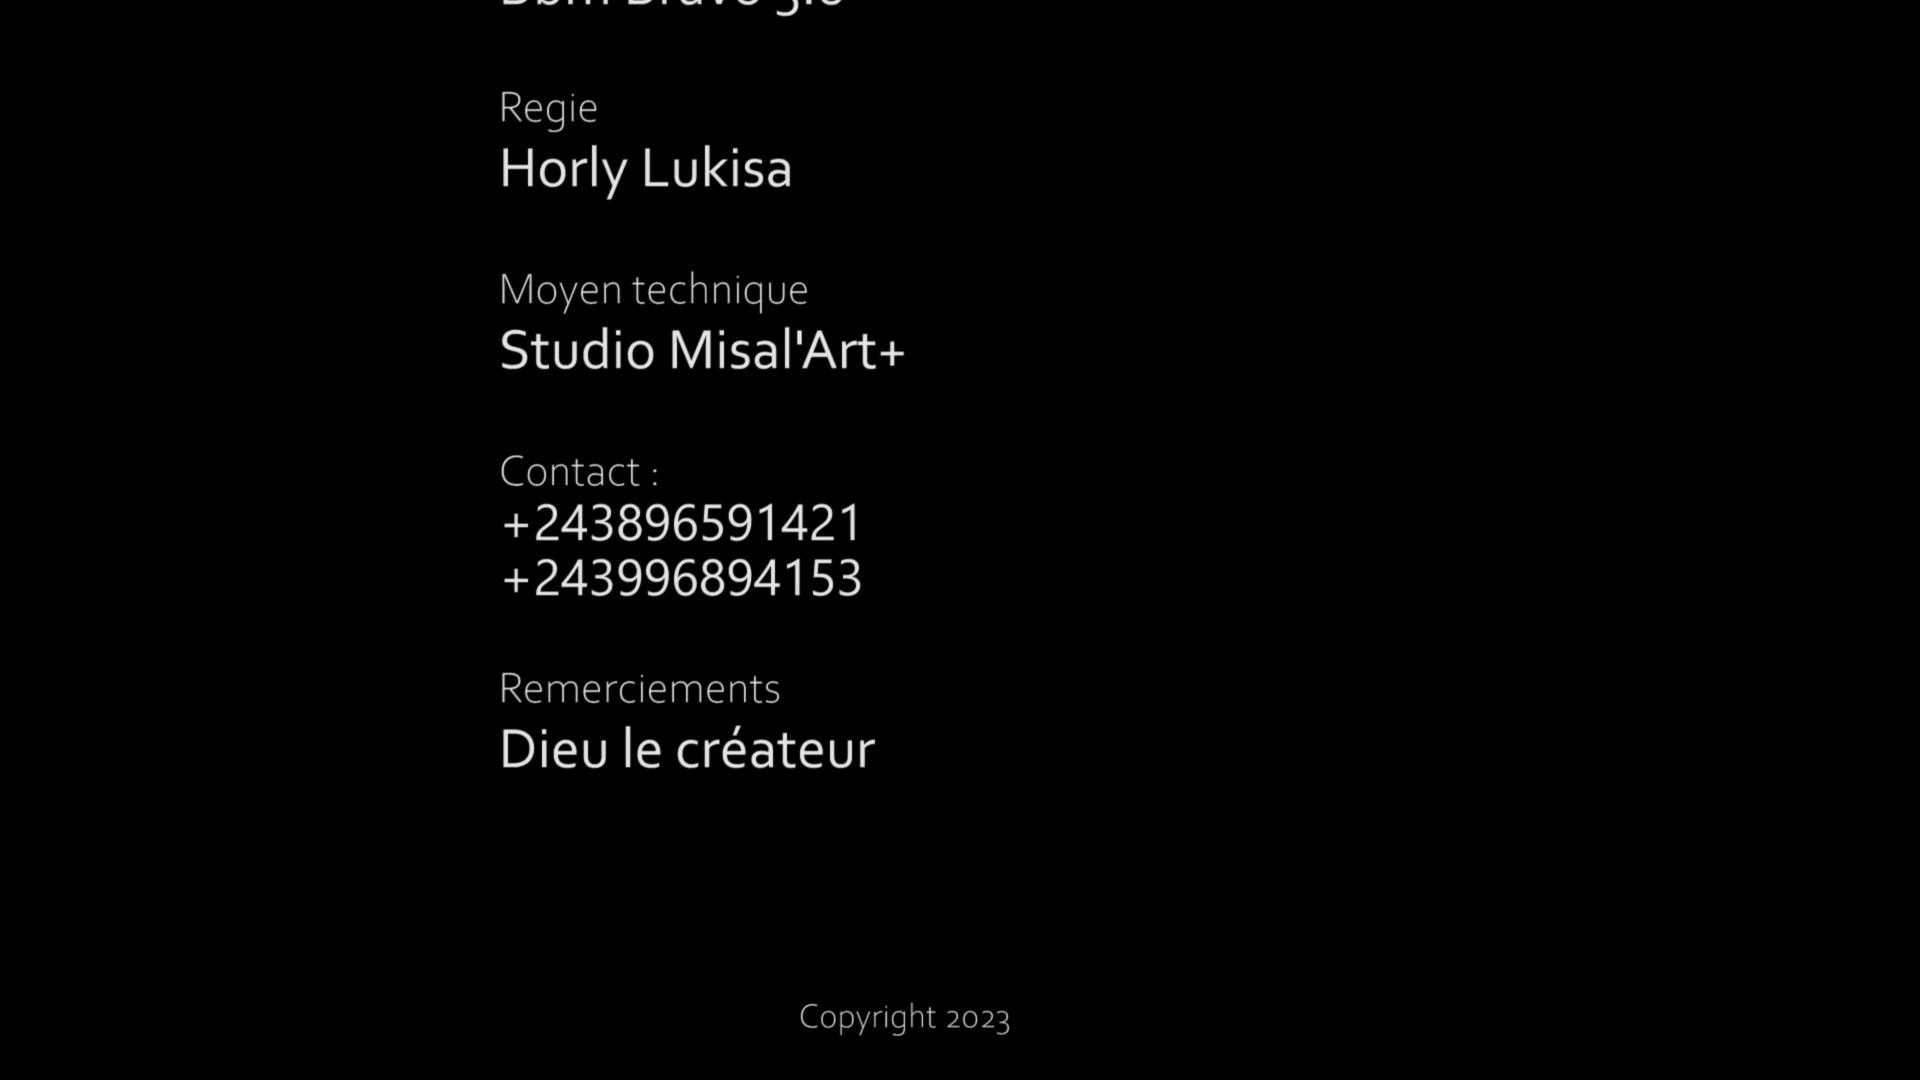 Regie
Horly Lukisa
Moyen technique
Studio Misal'Art+
Contact :
+243896591421
+243996894153
Remerciements
Dieu le créateur
Copyright 2023